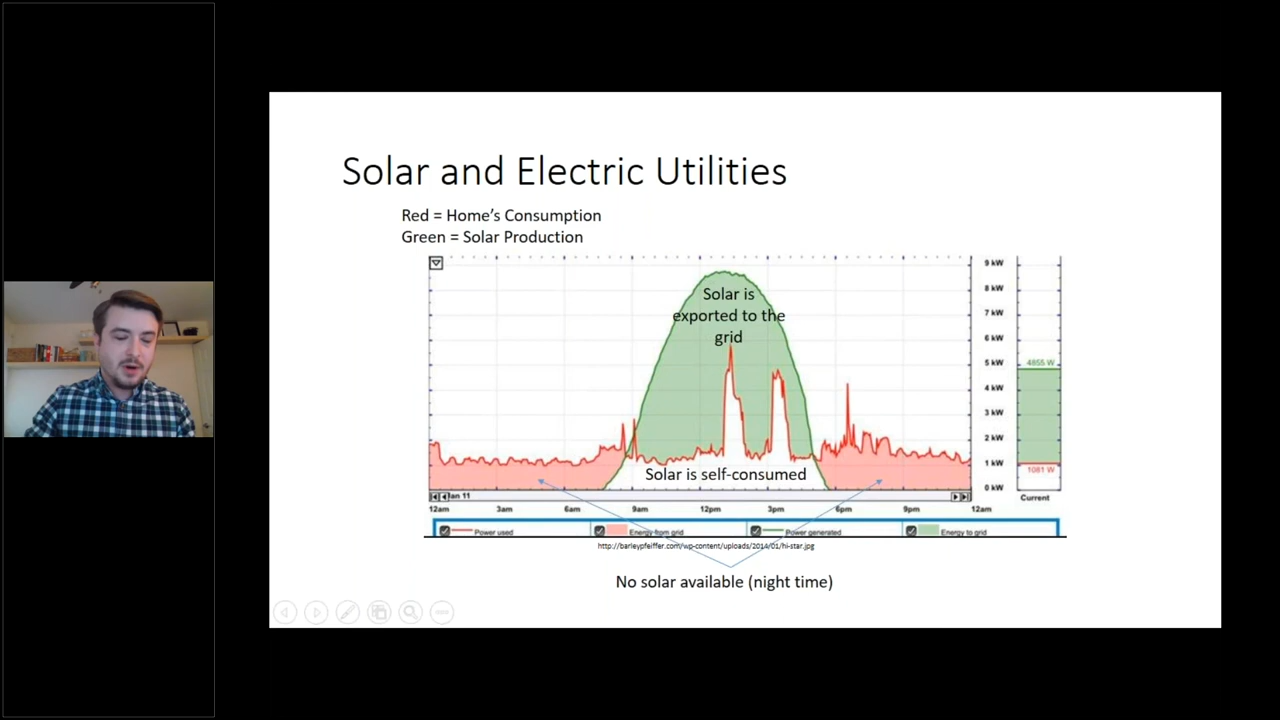 Solar and Electric Utilities
Red = Home's Consumption
Green = Solar Production
9 kW
8 kW
7 kW
6 kW
5 kW
4 kW
3 kW
2 kW
1 kW
0 kW
Solar is
exported to the
grid
Solar is self-consumed
4855 W
1081 W
Current
Jan 11
12am 3am 6am 9am 12pm 3pm 6pm 9pm 12am
Power used Energy from grid Power generated Energy to grid
http://barleypfeiffer.com/wp-content/uploads/2014/01/hi-star.jpg
No solar available (night time)